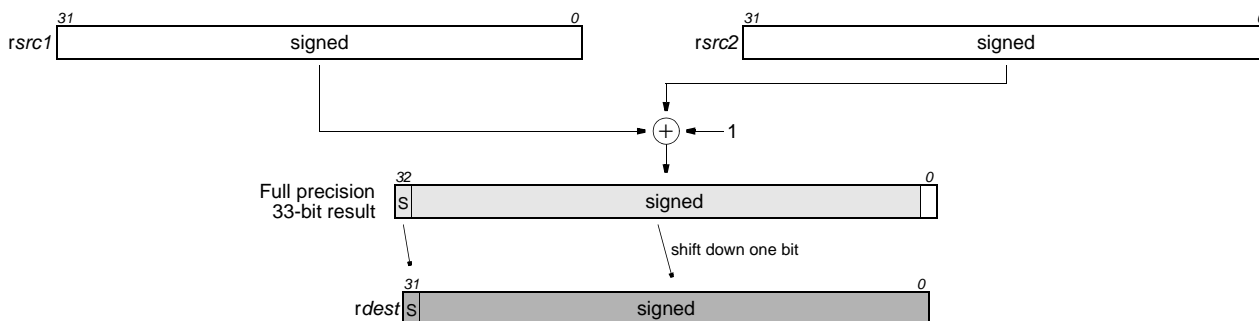 31 0 31 0
rsrc1 signed rsrc2 signed
+ 1
32 0
Full precision
33-bit result S signed
shift down one bit
31 0
rdest S signed